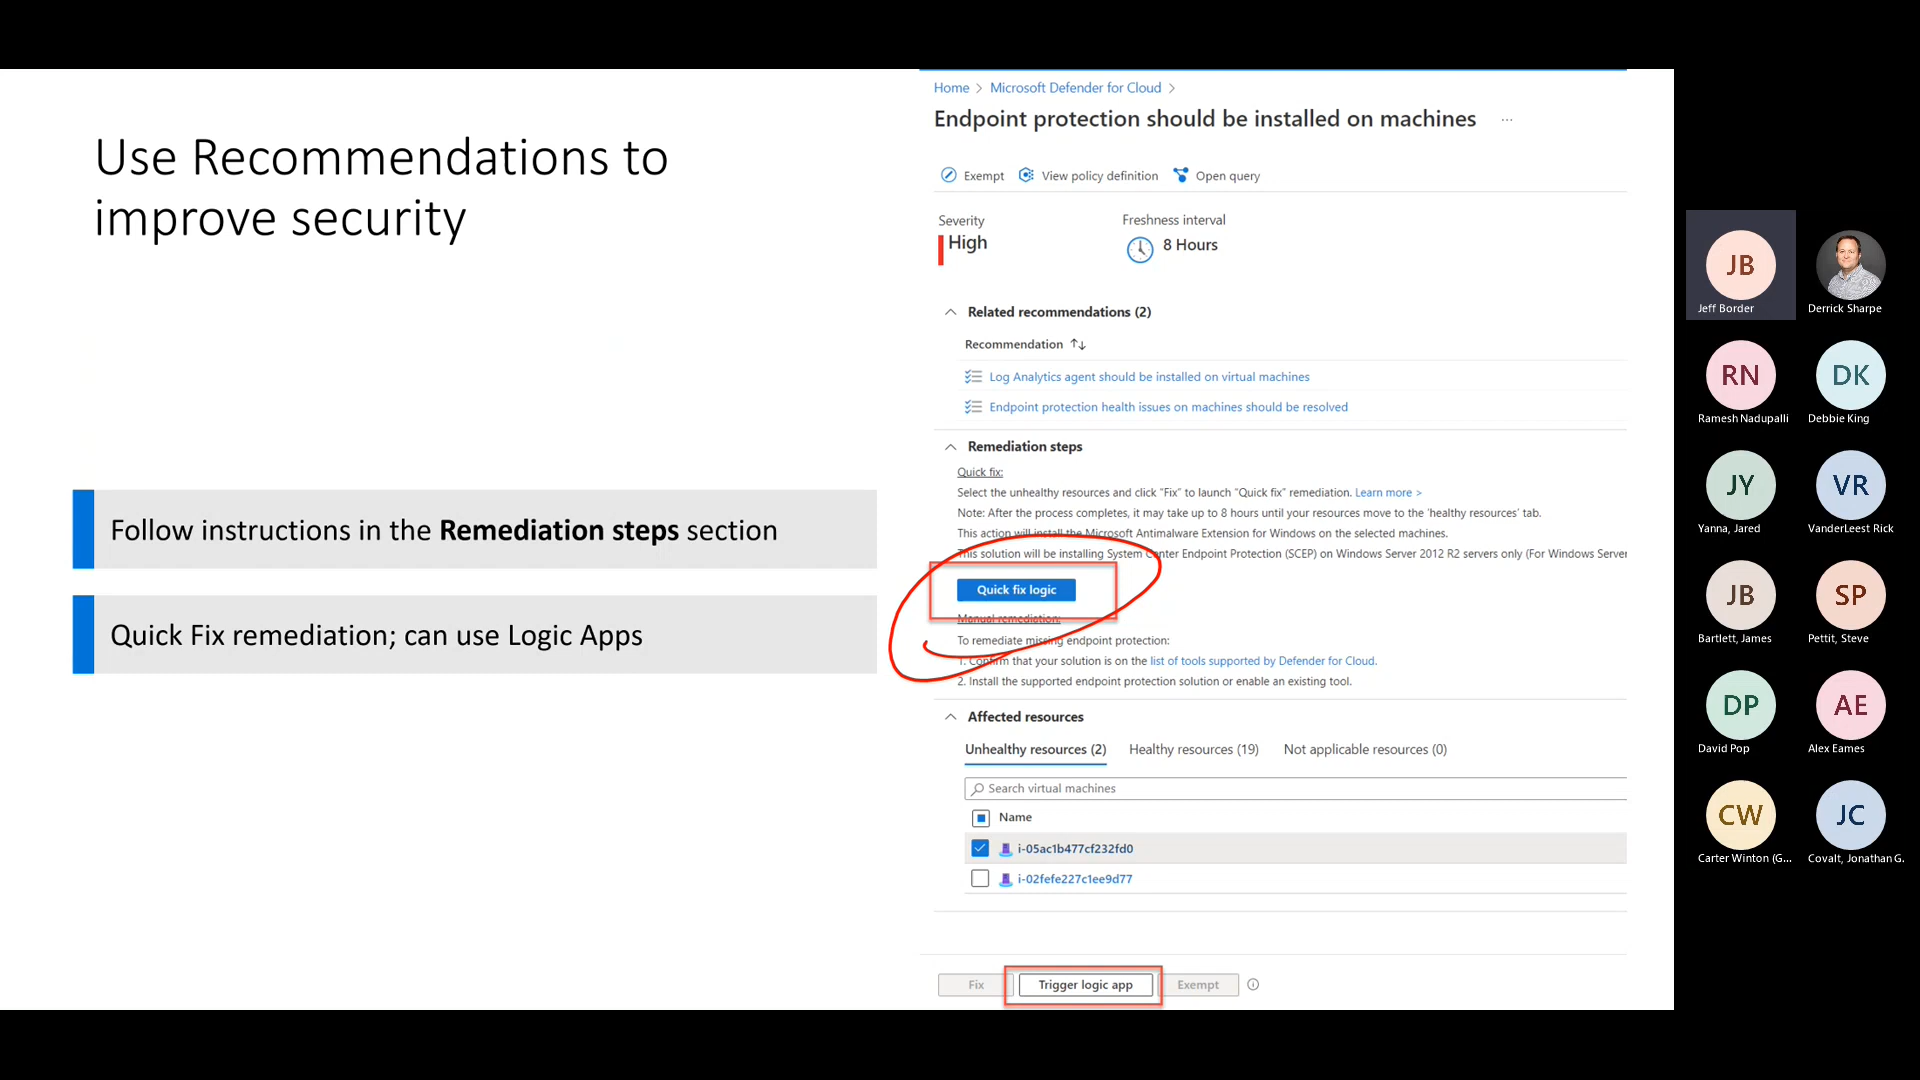 Use Recommendations to
improve security
Follow instructions in the Remediation steps section
Quick Fix remediation; can use Logic Apps
Home > Microsoft Defender for Cloud >
Endpoint protection should be installed on machines ...
Exempt View policy definition Open query
Severity Freshness interval
High 8 Hours
Related recommendations (2)
Recommendation ↑↓
Log Analytics agent should be installed on virtual machines
Endpoint protection health issues on machines should be resolved
Remediation steps
Quick fix:
Select the unhealthy resources and click "Fix" to launch "Quick fix" remediation. Learn more >
Note: After the process completes, it may take up to 8 hours until your resources move to the 'healthy resources' tab.
This action will install the Microsoft Antimalware Extension for Windows on the selected machines.
This solution will be installing System Center Endpoint Protection (SCEP) on Windows Server 2012 R2 servers only (For Windows Server
Quick fix logic
Manual remediation:
To remediate missing endpoint protection:
1. Confirm that your solution is on the list of tools supported by Defender for Cloud.
2. Install the supported endpoint protection solution or enable an existing tool.
Affected resources
Unhealthy resources (2) Healthy resources (19) Not applicable resources (0)
Search virtual machines
Name
i-05ac1b477cf232fd0
i-02fefe227c1ee9d77
Fix Trigger logic app Exempt
JB
Jeff Border Derrick Sharpe
RN DK
Ramesh Nadupalli Debbie King
JY VR
Yanna, Jared VanderLeest Rick
JB SP
Bartlett, James Pettit, Steve
DP AE
David Pop Alex Eames
CW JC
Carter Winton (G... Covalt, Jonathan G.